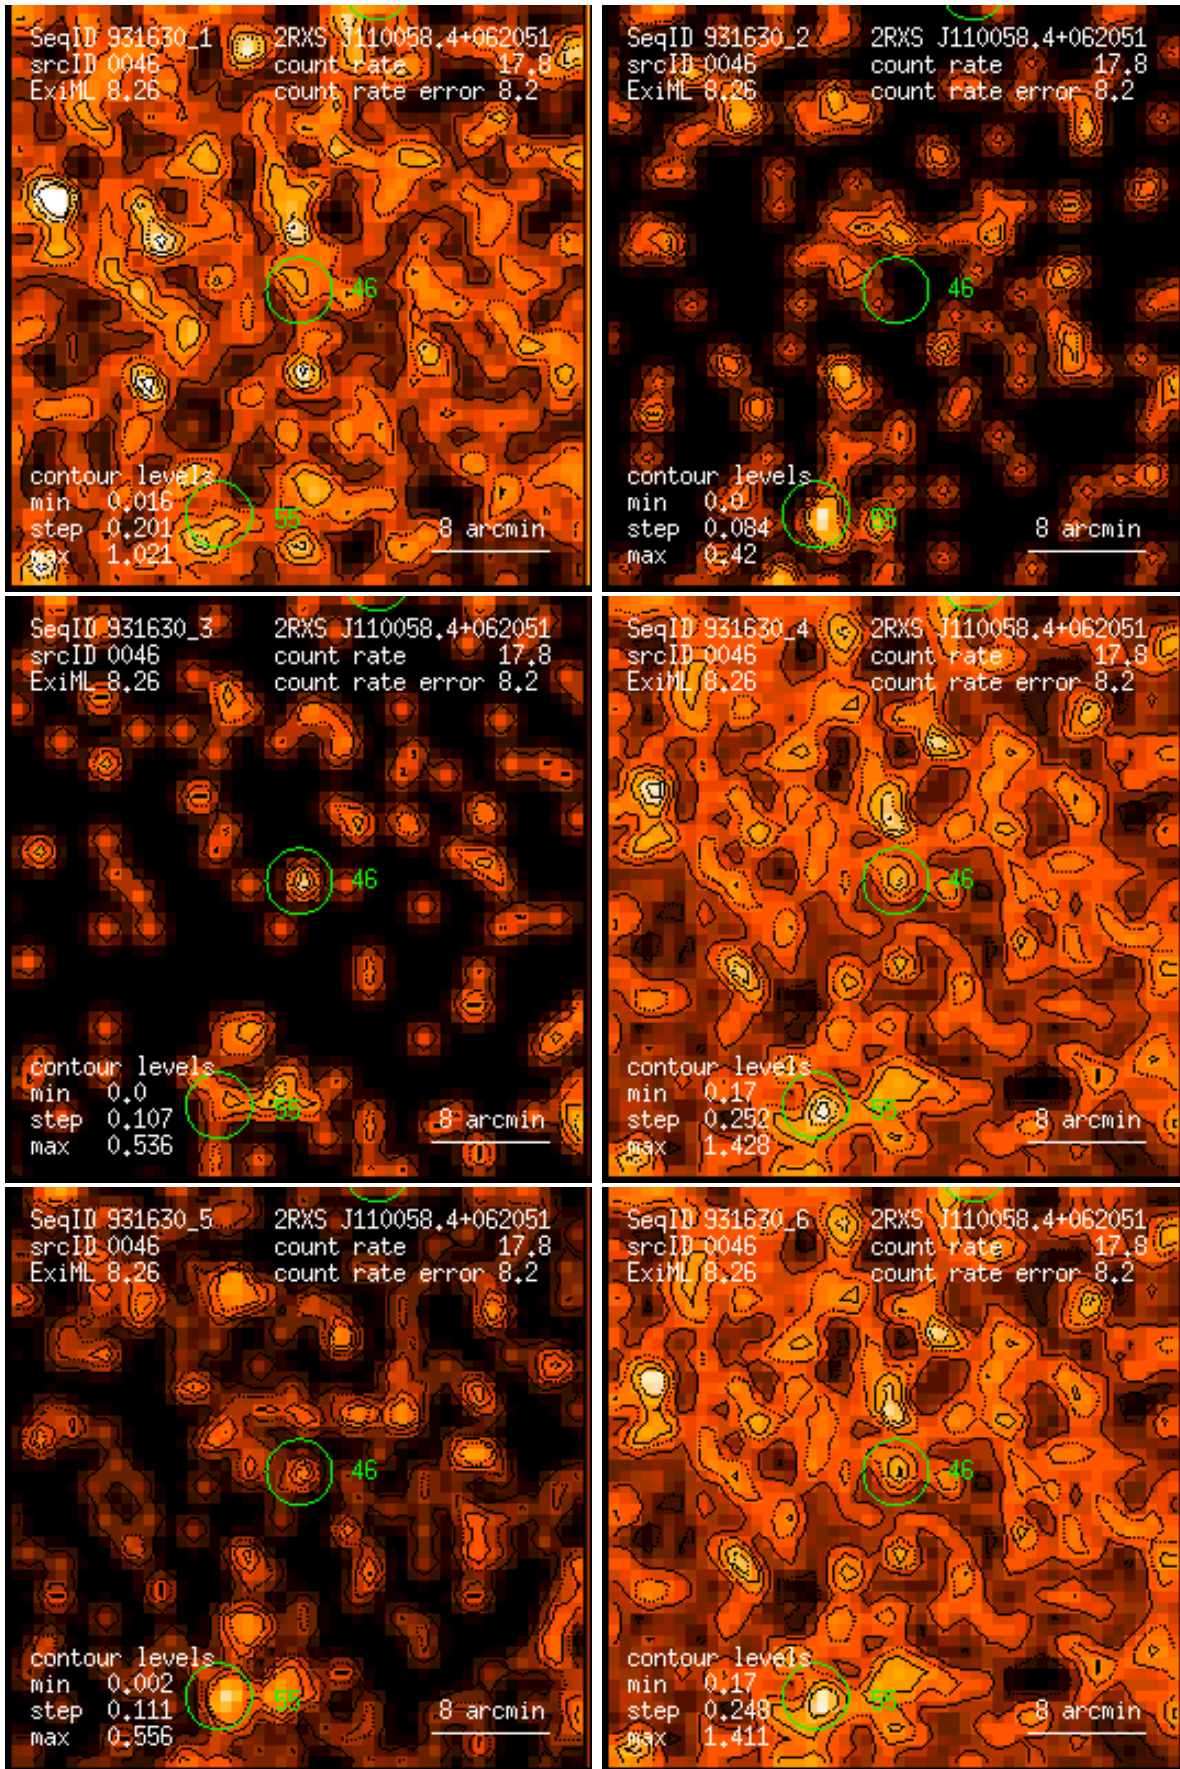 SeqID 931630_1 2RXS J110058.4+062051
srcID 0046 count rate 17.8
ExiML 8.26 count rate error 8.2
46
contour levels
min 0.016
step 0.201 55 8 arcmin
max 1.021
SeqID 931630_2 2RXS J110058.4+062051
srcID 0046 count rate 17.8
ExiML 8.26 count rate error 8.2
46
contour levels
min 0.0
step 0.084 55 8 arcmin
max 0.42
SeqID 931630_3 2RXS J110058.4+062051
srcID 0046 count rate 17.8
ExiML 8.26 count rate error 8.2
46
contour levels
min 0.0
step 0.107 55 8 arcmin
max 0.536
SeqID 931630_4 2RXS J110058.4+062051
srcID 0046 count rate 17.8
ExiML 8.26 count rate error 8.2
46
contour levels
min 0.17
step 0.252 55 8 arcmin
max 1.428
SeqID 931630_5 2RXS J110058.4+062051
srcID 0046 count rate 17.8
ExiML 8.26 count rate error 8.2
46
contour levels
min 0.002
step 0.111 55 8 arcmin
max 0.556
SeqID 931630_6 2RXS J110058.4+062051
srcID 0046 count rate 17.8
ExiML 8.26 count rate error 8.2
46
contour levels
min 0.17
step 0.248 55 8 arcmin
max 1.411